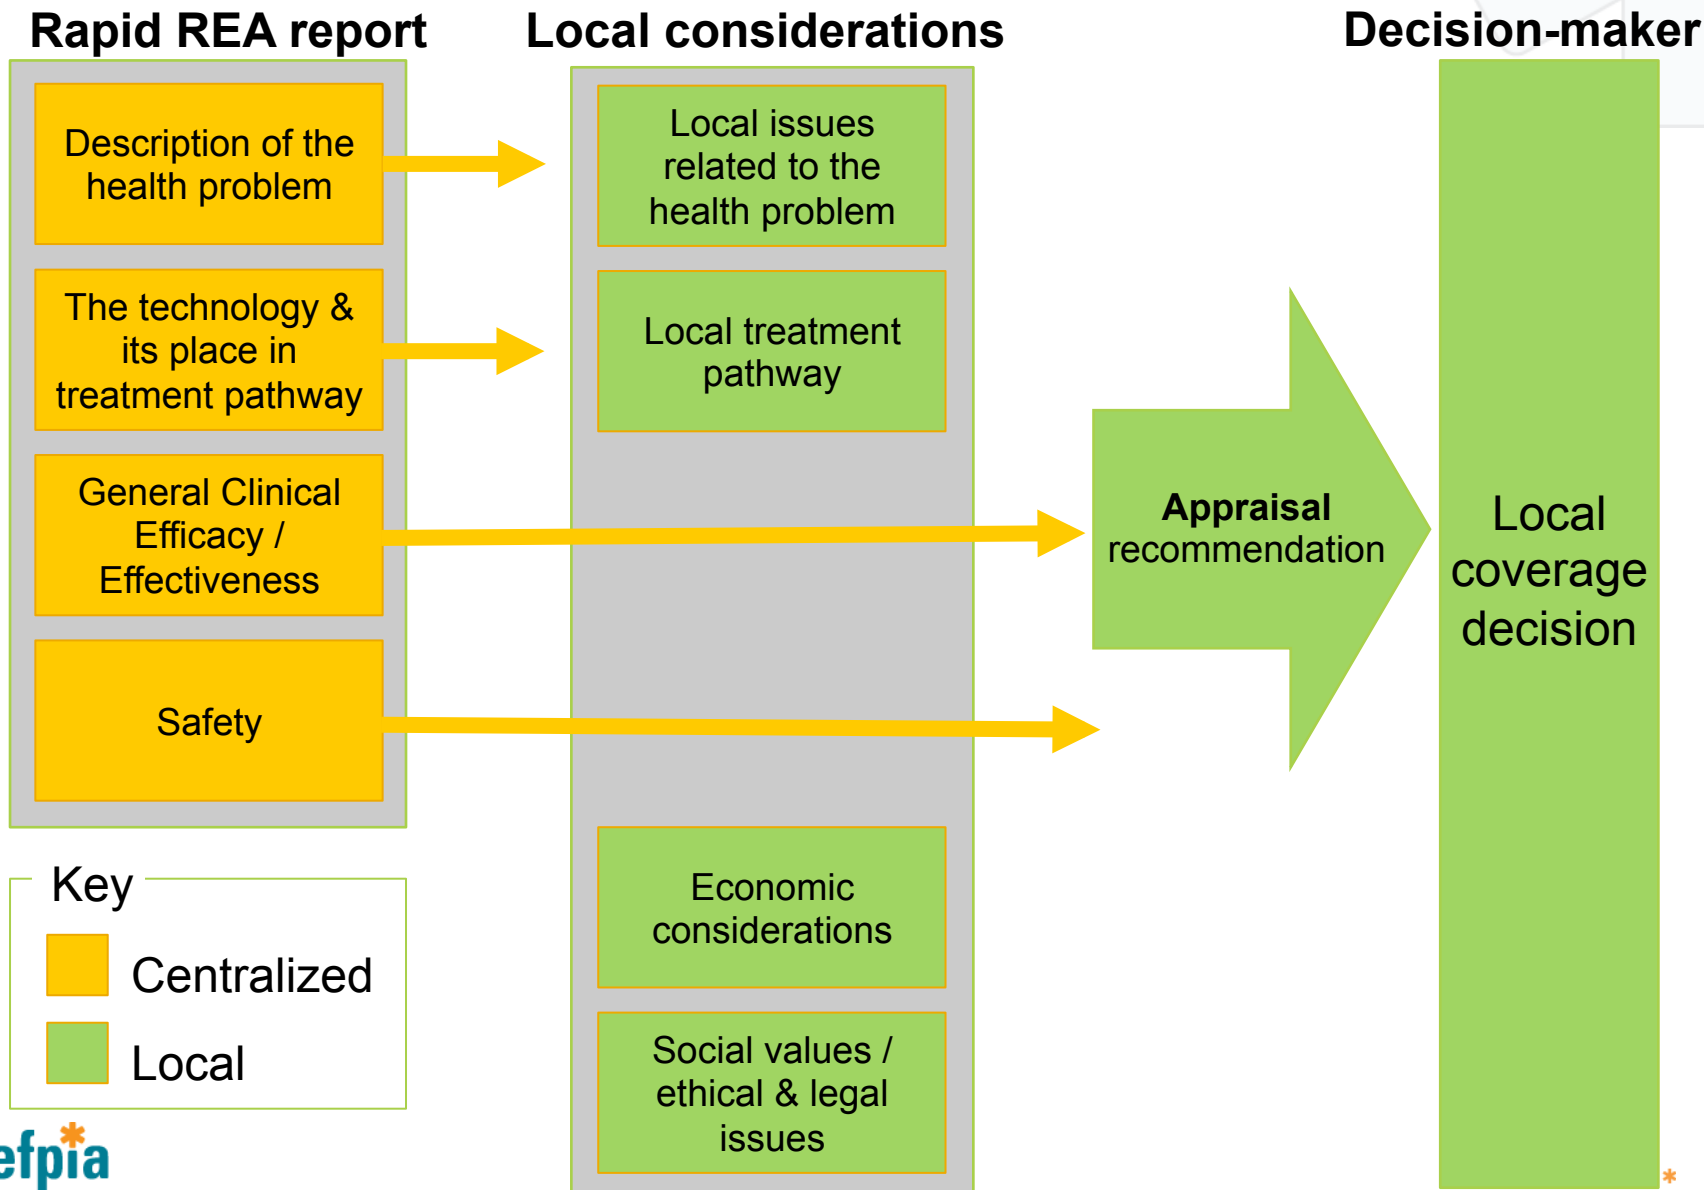 Rapid REA report
Local considerations
Decision-maker
Description of the
health problem
The technology &
its place in
treatment pathway
General Clinical
Efficacy /
Effectiveness
Safety
Local issues
related to the
health problem
Local treatment
pathway
Economic
considerations
Social values /
ethical & legal
issues
Appraisal
recommendation
Local
coverage
decision
Key
Centralized
Local
efpia